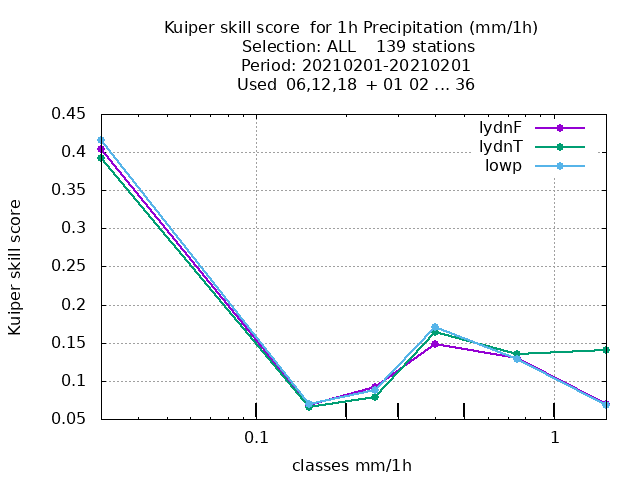 Kuiper skill score for 1h Precipitation (mm/1h)
Selection: ALL 139 stations
Period: 20210201-20210201
Used 06,12,18 + 01 02 ... 36
0.45
0.4
0.35
0.3
0.25
0.2
0.15
0.1
0.05
Kuiper skill score
lydnF
lydnT
lowp
0.1
1
classes mm/1h